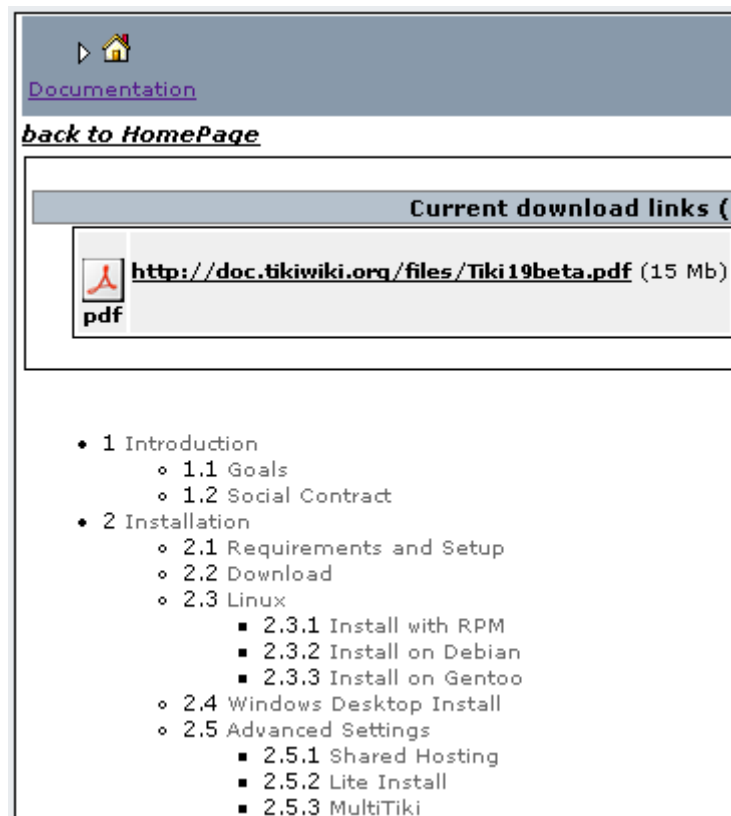 Documentation
back to HomePage
Current download links (
http://doc.tikiwiki.org/files/Tiki19beta.pdf (15 Mb)
pdf
1 Introduction
1.1 Goals
1.2 Social Contract
2 Installation
2.1 Requirements and Setup
2.2 Download
2.3 Linux
2.3.1 Install with RPM
2.3.2 Install on Debian
2.3.3 Install on Gentoo
2.4 Windows Desktop Install
2.5 Advanced Settings
2.5.1 Shared Hosting
2.5.2 Lite Install
2.5.3 MultiTiki